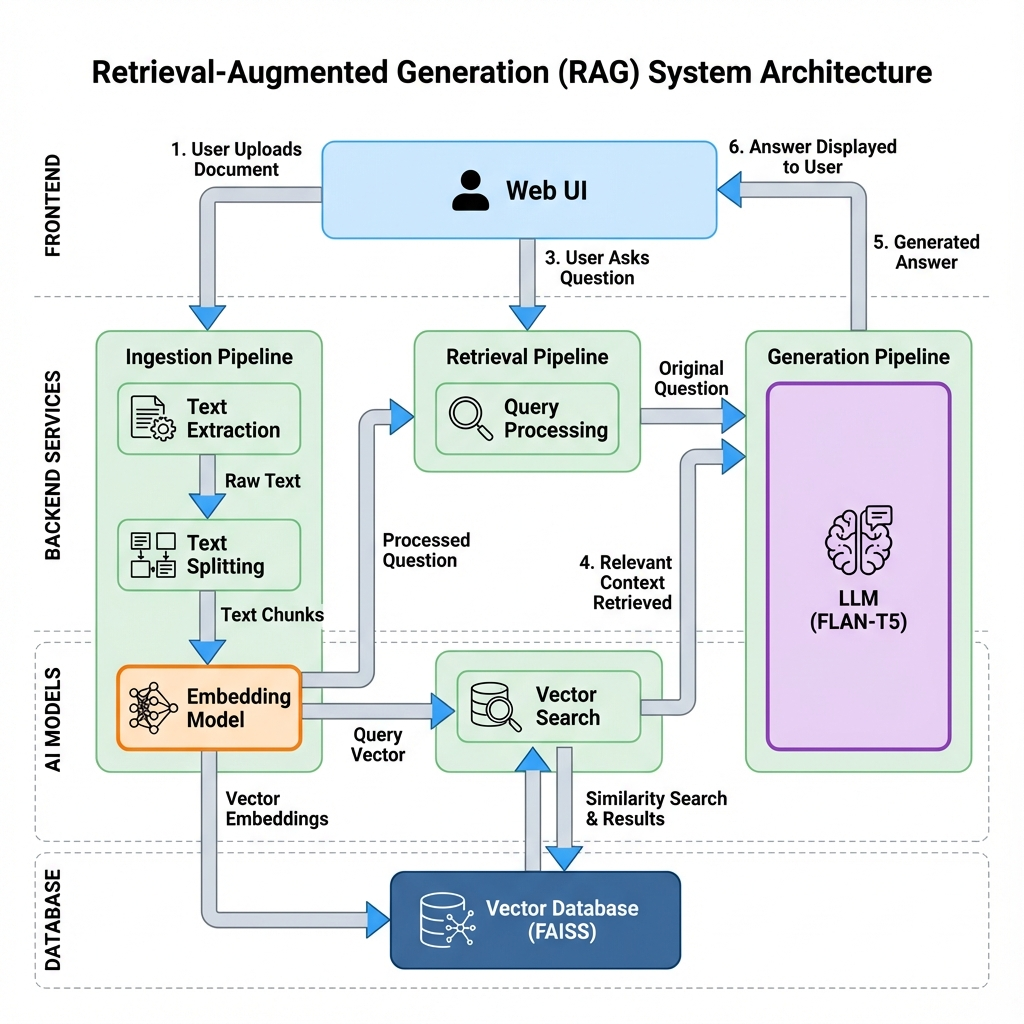 Retrieval-Augmented Generation (RAG) System Architecture
FRONTEND
1. User Uploads
Document
Web UI
6. Answer Displayed
to User
3. User Asks
Question
5. Generated
Answer
BACKEND SERVICES
Ingestion Pipeline
Text
Extraction
Raw Text
Text
Splitting
Text Chunks
Retrieval Pipeline
Query
Processing
Original
Question
Processed
Question
4. Relevant
Context
Retrieved
Generation Pipeline
LLM
(FLAN-T5)
AI MODELS
Embedding
Model
Query
Vector
Vector
Search
Vector
Embeddings
Similarity Search
& Results
DATABASE
Vector Database
(FAISS)